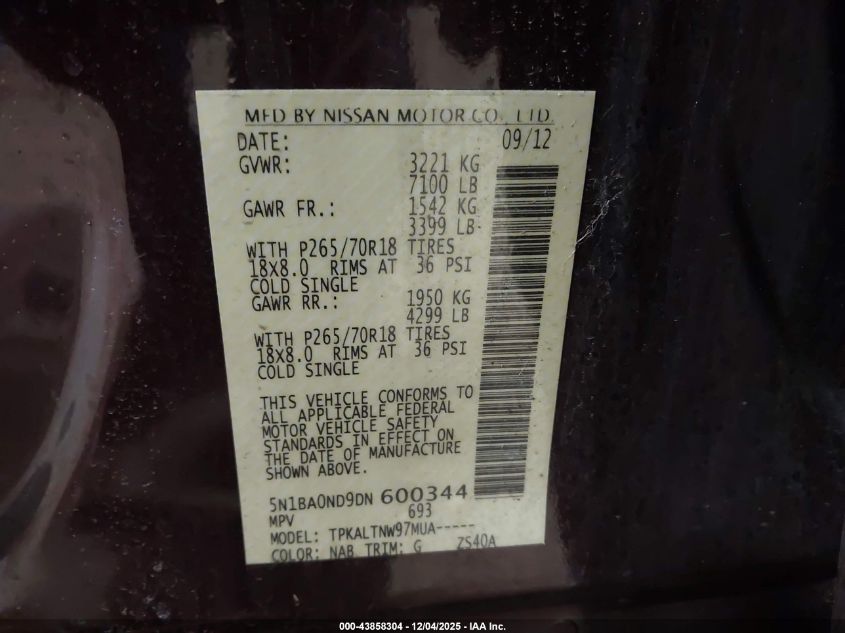 MFD BY NISSAN MOTOR CO., LTD.
DATE: 09/12
GVWR: 3221 KG
7100 LB
GAWR FR.: 1542 KG
3399 LB
WITH P265/70R18 TIRES
18X8.0 RIMS AT 36 PSI
COLD SINGLE
GAWR RR.: 1950 KG
4299 LB
WITH P265/70R18 TIRES
18X8.0 RIMS AT 36 PSI
COLD SINGLE
THIS VEHICLE CONFORMS TO
ALL APPLICABLE FEDERAL
MOTOR VEHICLE SAFETY
STANDARDS IN EFFECT ON
THE DATE OF MANUFACTURE
SHOWN ABOVE.
5N1BA0ND9DN 600344
MPV 693
MODEL: TPKALTNW97MUA-----
COLOR: NAB TRIM: G ZS40A
000-43858304 - 12/04/2025 - IAA Inc.